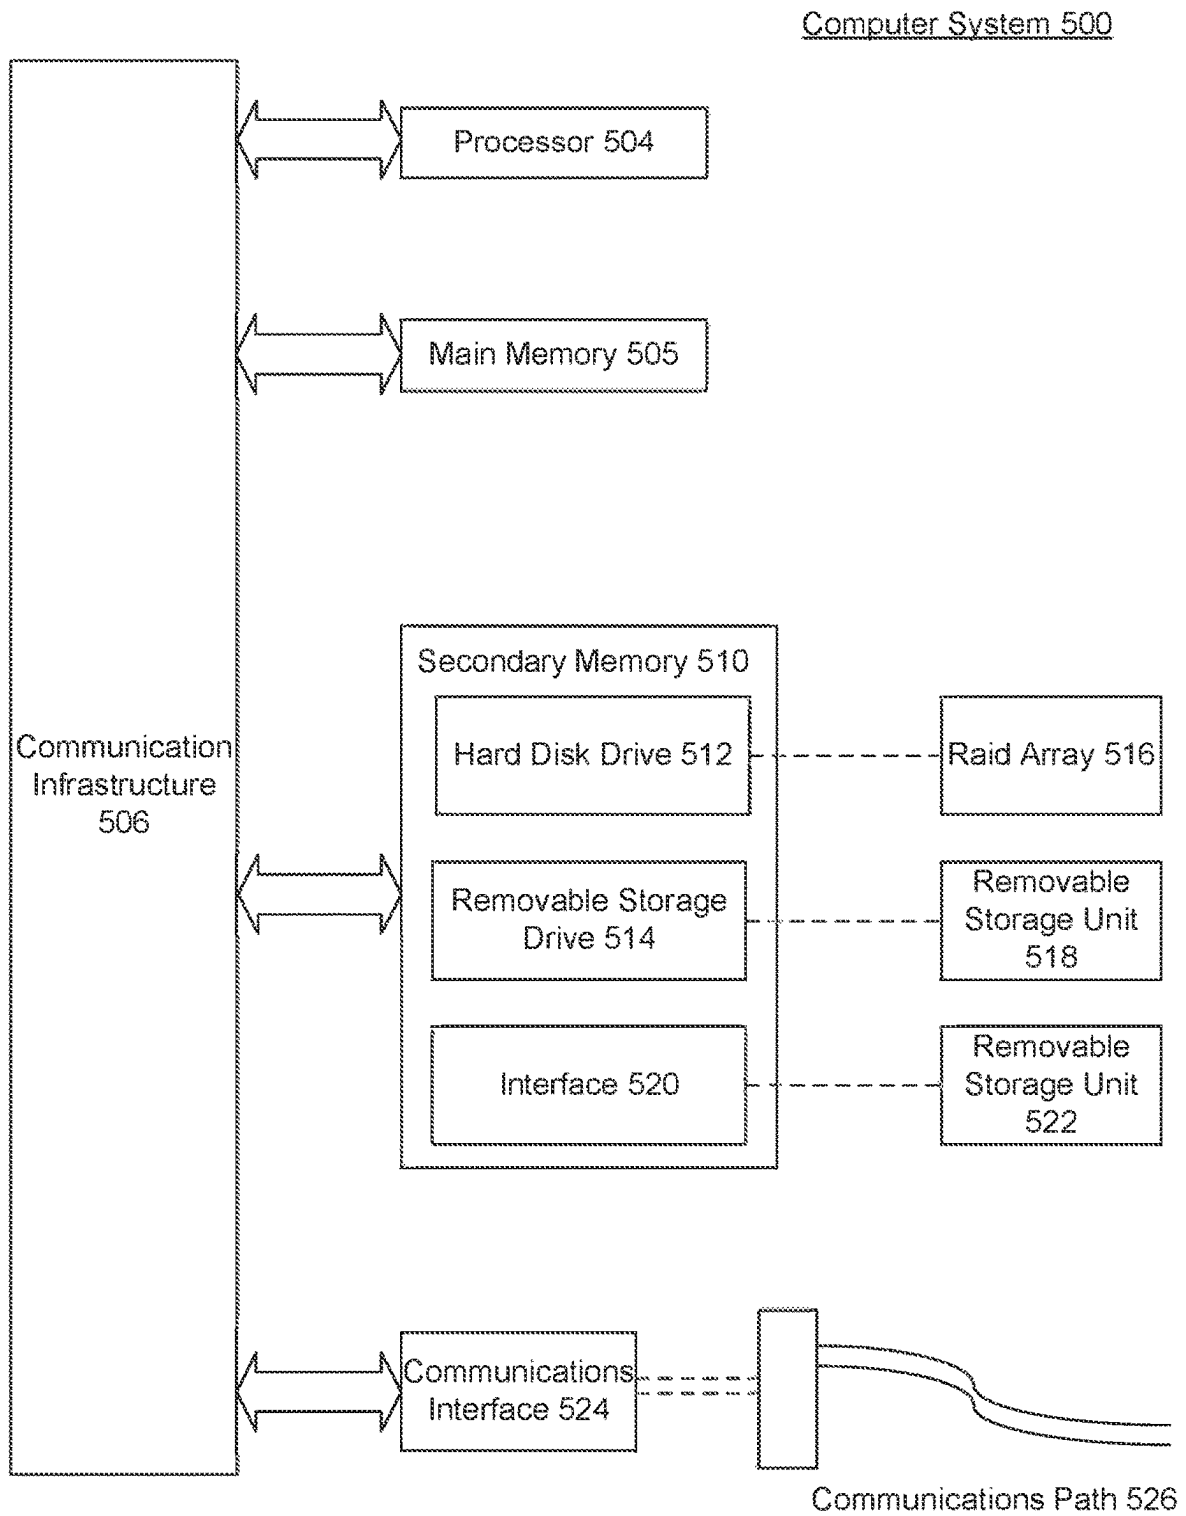 Computer System 500
Processor 504
Main Memory 505
Communication
Infrastructure
506
Secondary Memory 510
Hard Disk Drive 512
Raid Array 516
Removable Storage
Drive 514
Removable
Storage Unit
518
Interface 520
Removable
Storage Unit
522
Communications
Interface 524
Communications Path 526